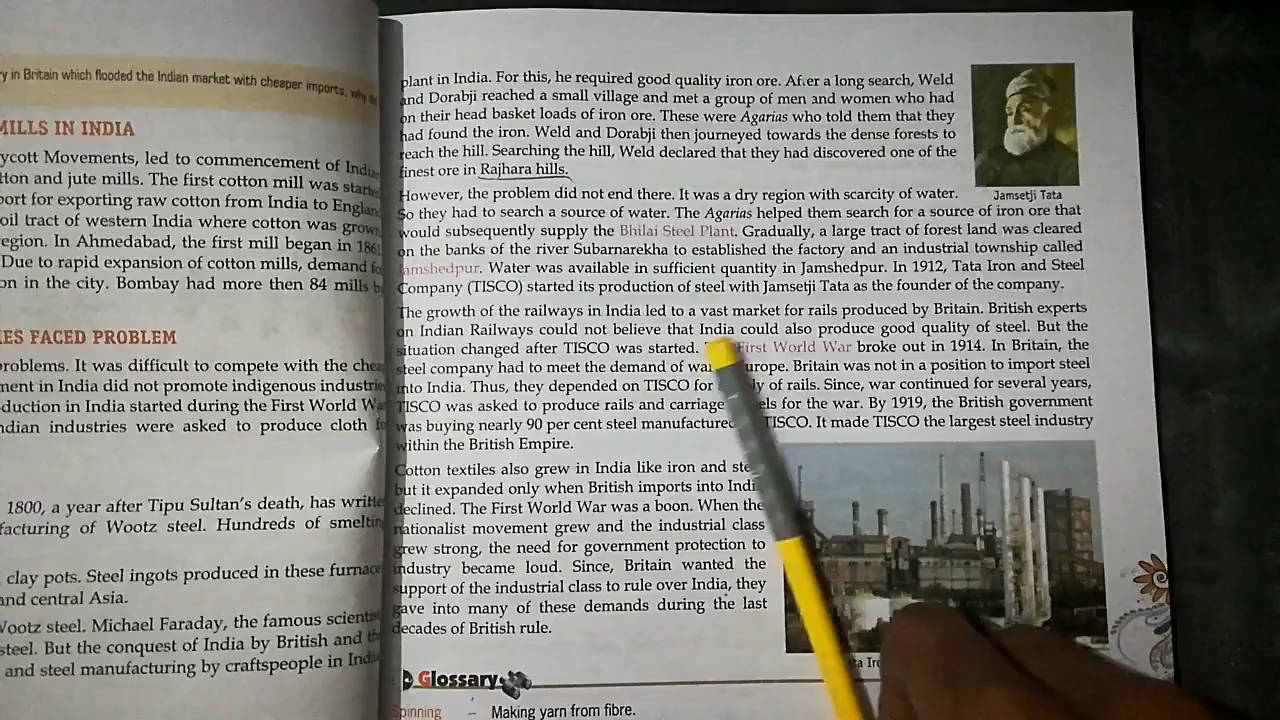 y in Britain which flooded the Indian market with cheaper imports, why
MILLS IN INDIA
ycott Movements, led to commencement of
ton and jute mills. The first cotton mill was
port for exporting raw cotton from India to
oil tract of western India where cotton was
egion. In Ahmedabad, the first mill began in
Due to rapid expansion of cotton mills, demand
on in the city. Bombay had more then 84 mills
IES FACED PROBLEM
roblems. It was difficult to compete with the
ment in India did not promote indigenous
duction in India started during the First World
ndian industries were asked to produce cloth
1800, a year after Tipu Sultan's death, has
facturing of Wootz steel. Hundreds of
clay pots. Steel ingots produced in these
and central Asia.
Wootz steel. Michael Faraday, the famous
steel. But the conquest of India by British and
and steel manufacturing by craftspeople in
plant in India. For this, he required good quality iron ore. After a long search, Weld
and Dorabji reached a small village and met a group of men and women who had
on their head basket loads of iron ore. These were Agarias who told them that they
had found the iron. Weld and Dorabji then journeyed towards the dense forests to
reach the hill. Searching the hill, Weld declared that they had discovered one of the
finest ore in Rajhara hills.
Jamsetji Tata
However, the problem did not end there. It was a dry region with scarcity of water.
So they had to search a source of water. The Agarias helped them search for a source of iron ore that
would subsequently supply the Bhilai Steel Plant. Gradually, a large tract of forest land was cleared
on the banks of the river Subarnarekha to established the factory and an industrial township called
Jamshedpur. Water was available in sufficient quantity in Jamshedpur. In 1912, Tata Iron and Steel
Company (TISCO) started its production of steel with Jamsetji Tata as the founder of the company.
The growth of the railways in India led to a vast market for rails produced by Britain. British experts
on Indian Railways could not believe that India could also produce good quality of steel. But the
situation changed after TISCO was started. First World War broke out in 1914. In Britain, the
steel company had to meet the demand of Europe. Britain was not in a position to import steel
into India. Thus, they depended on TISCO for of rails. Since, war continued for several years,
TISCO was asked to produce rails and carriage for the war. By 1919, the British government
was buying nearly 90 per cent steel manufactured TISCO. It made TISCO the largest steel industry
within the British Empire.
Cotton textiles also grew in India like iron and
but it expanded only when British imports into
declined. The First World War was a boon. When the
nationalist movement grew and the industrial class
grew strong, the need for government protection to
industry became loud. Since, Britain wanted the
support of the industrial class to rule over India, they
gave into many of these demands during the last
decades of British rule.
Glossary
Spinning – Making yarn from fibre.